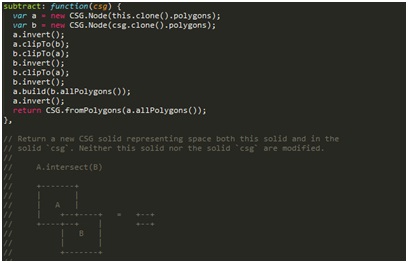 subtract: function(csg) {
  var a = new CSG.Node(this.clone().polygons);
  var b = new CSG.Node(csg.clone().polygons);
  a.invert();
  a.clipTo(b);
  b.clipTo(a);
  b.invert();
  b.clipTo(a);
  b.invert();
  a.build(b.allPolygons());
  a.invert();
  return CSG.fromPolygons(a.allPolygons());
},
// Return a new CSG solid representing space both this solid and in the
// solid `csg`. Neither this solid nor the solid `csg` are modified.
//
//     A.intersect(B)
//
//     +-------+
//     |       |
//     |   A   |
//     |    +--+----+   =   +--+
//     +----+--+    |       +--+
//          |   B   |
//          |       |
//          +-------+
//